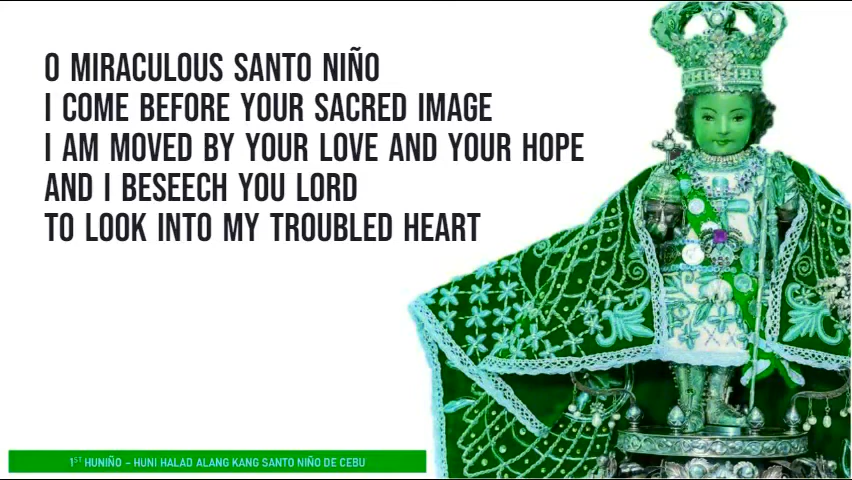 O MIRACULOUS SANTO NIÑO
I COME BEFORE YOUR SACRED IMAGE
I AM MOVED BY YOUR LOVE AND YOUR HOPE
AND I BESEECH YOU LORD
TO LOOK INTO MY TROUBLED HEART
1ST HUNIÑO – HUNI HALAD ALANG KANG SANTO NIÑO DE CEBU